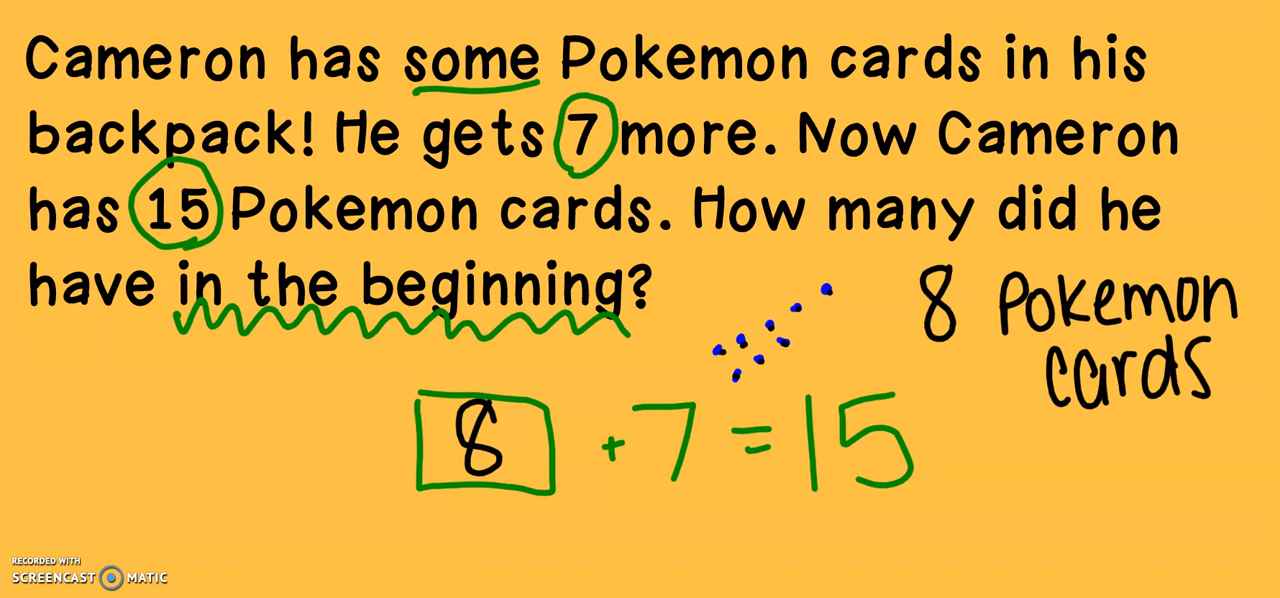 Cameron has some Pokemon cards in his
backpack! He gets 7 more. Now Cameron
has 15 Pokemon cards. How many did he
have in the beginning?
8 Pokemon
cards
8 + 7 = 15
RECORDED WITH
SCREENCAST MATIC